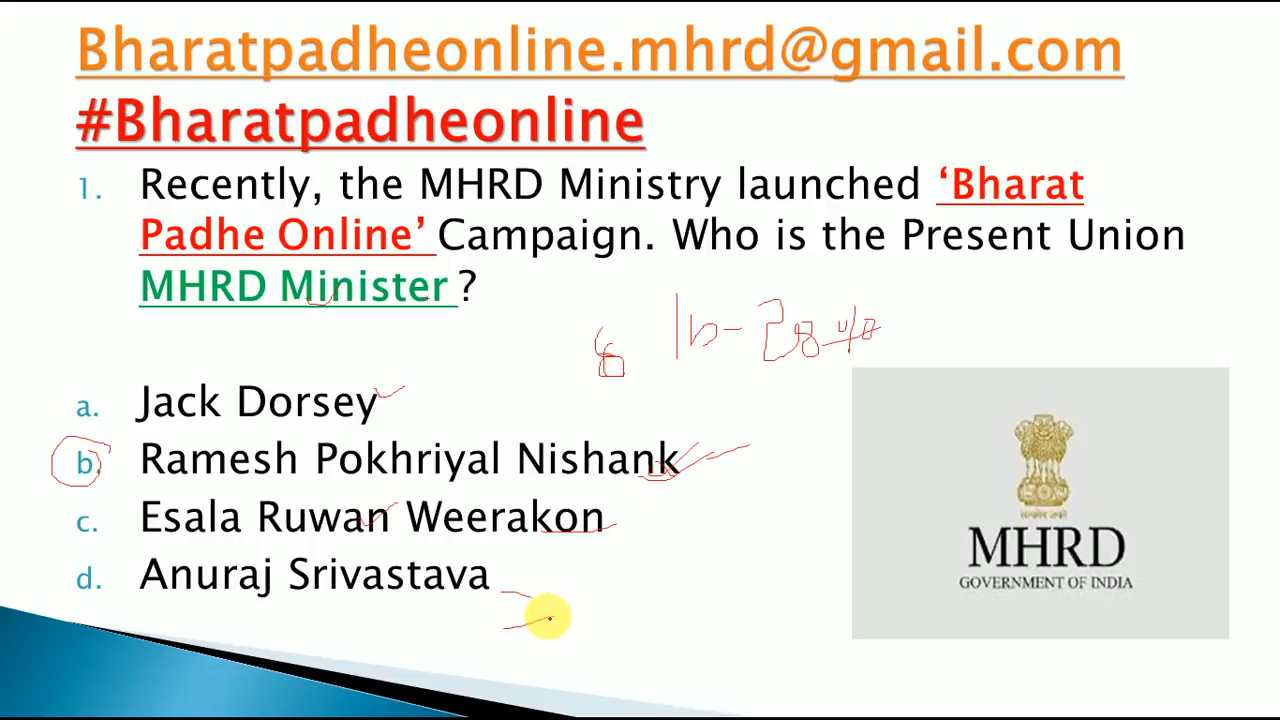 Bharatpadheonline.mhrd@gmail.com
#Bharatpadheonline
1. Recently, the MHRD Ministry launched ‘Bharat
Padhe Online’ Campaign. Who is the Present Union
MHRD Minister ?
a. Jack Dorsey
b. Ramesh Pokhriyal Nishank
c. Esala Ruwan Weerakon
d. Anuraj Srivastava
MHRD
GOVERNMENT OF INDIA